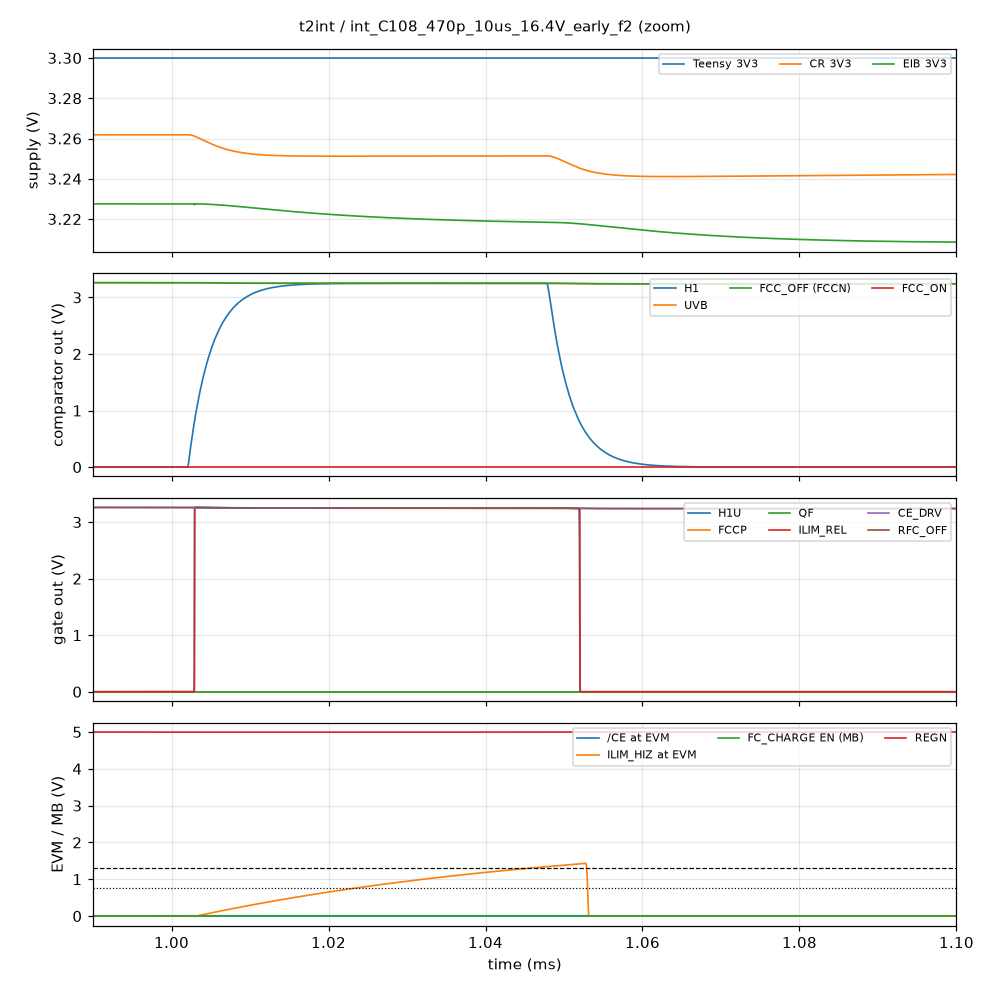 t2int / int_C108_470p_10us_16.4V_early_f2 (zoom)
supply (V)
3.30
3.28
3.26
3.24
3.22
Teensy 3V3 CR 3V3 EIB 3V3
comparator out (V)
3
2
1
0
H1 FCC_OFF (FCCN) FCC_ON
UVB
gate out (V)
3
2
1
0
H1U QF CE_DRV
FCCP ILIM_REL RFC_OFF
EVM / MB (V)
5
4
3
2
1
0
/CE at EVM FC_CHARGE EN (MB) REGN
ILIM_HIZ at EVM
1.00 1.02 1.04 1.06 1.08 1.10
time (ms)